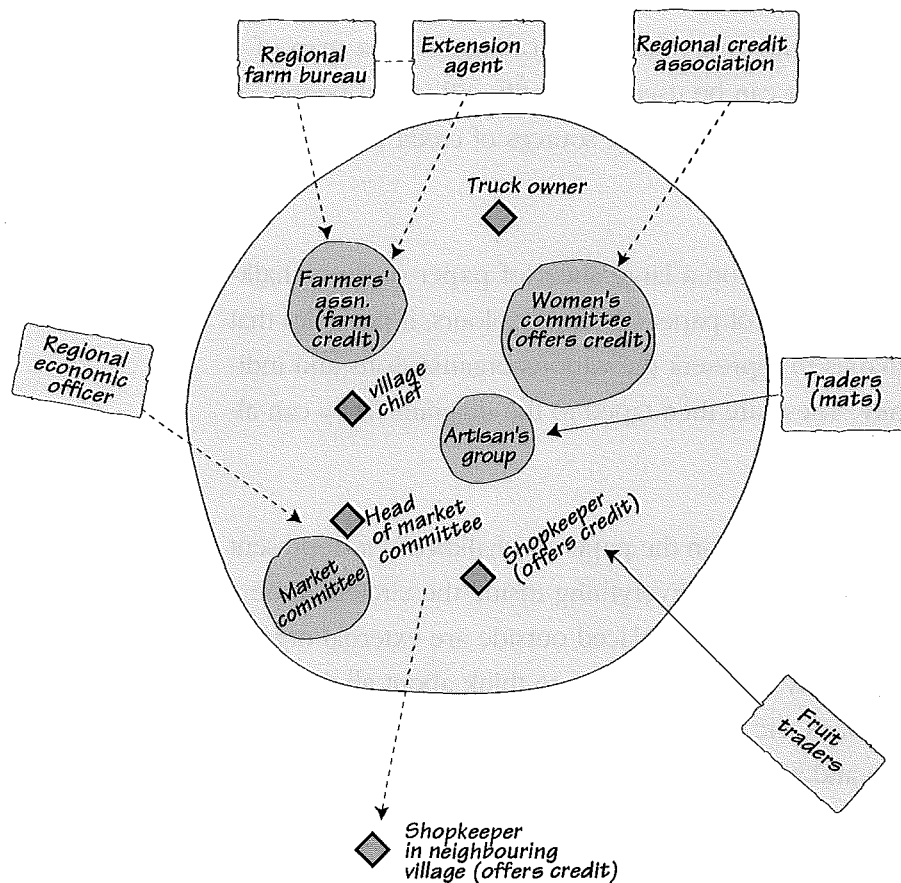 Regional
farm bureau
Extension
agent
Regional credit
association
Truck owner
Farmers'
assn.
(farm
credit)
Women's
committee
(offers credit)
Regional
economic
officer
village
chief
Traders
(mats)
Artisan's
group
Head
of market
committee
Shopkeeper
(offers credit)
Market
committee
Fruit
traders
Shopkeeper
in neighbouring
village (offers credit)